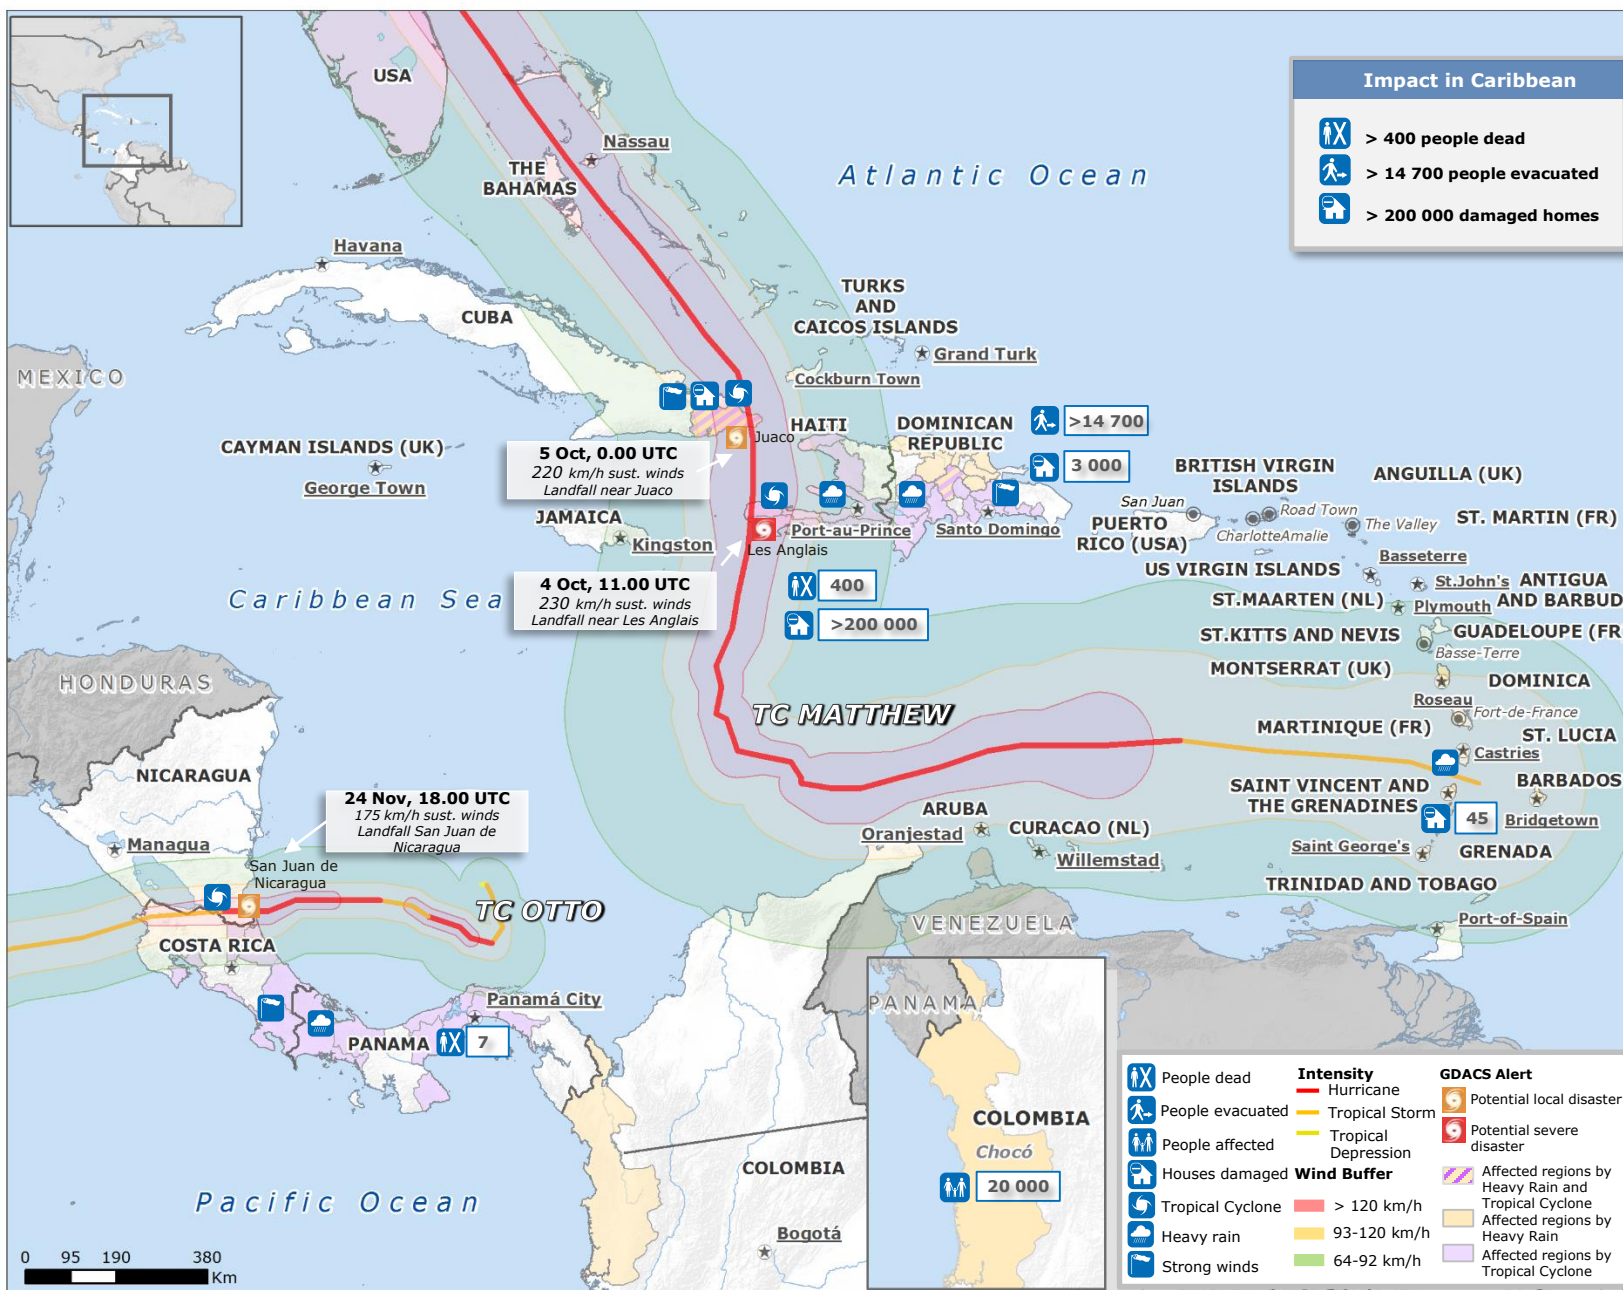 USA
Impact in Caribbean
> 400 people dead
> 14 700 people evacuated
> 200 000 damaged homes
Nassau
THE
BAHAMAS
Atlantic Ocean
Havana
CUBA
TURKS
AND
CAICOS ISLANDS
Grand Turk
Cockburn Town
MEXICO
HAITI
DOMINICAN
REPUBLIC
>14 700
3 000
Juaco
5 Oct, 0.00 UTC
220 km/h sust. winds
Landfall near Juaco
CAYMAN ISLANDS (UK)
George Town
BRITISH VIRGIN
ISLANDS
ANGUILLA (UK)
San Juan
Road Town
The Valley
ST. MARTIN (FR)
CharlotteAmalie
PUERTO
RICO (USA)
JAMAICA
Kingston
Port-au-Prince
Santo Domingo
Les Anglais
4 Oct, 11.00 UTC
230 km/h sust. winds
Landfall near Les Anglais
400
>200 000
US VIRGIN ISLANDS
Basseterre
St.John's
ANTIGUA
AND BARBUD
ST.MAARTEN (NL)
Plymouth
ST.KITTS AND NEVIS
GUADELOUPE (FR
Basse-Terre
MONTSERRAT (UK)
DOMINICA
Roseau
Fort-de-France
MARTINIQUE (FR)
ST. LUCIA
Castries
Caribbean Sea
HONDURAS
TC MATTHEW
NICARAGUA
Managua
24 Nov, 18.00 UTC
175 km/h sust. winds
Landfall San Juan de
Nicaragua
San Juan de
Nicaragua
TC OTTO
ARUBA
Oranjestad
CURACAO (NL)
Willemstad
SAINT VINCENT AND
THE GRENADINES
BARBADOS
45
Bridgetown
Saint George's
GRENADA
TRINIDAD AND TOBAGO
Port-of-Spain
VENEZUELA
COSTA RICA
Panamá City
PANAMA
7
PANAMA
COLOMBIA
Chocó
20 000
COLOMBIA
Bogotá
Pacific Ocean
0 95 190 380
Km
People dead
People evacuated
People affected
Houses damaged
Tropical Cyclone
Heavy rain
Strong winds
Intensity
Hurricane
Tropical Storm
Tropical
Depression
Wind Buffer
> 120 km/h
93-120 km/h
64-92 km/h
GDACS Alert
Potential local disaster
Potential severe
disaster
Affected regions by
Heavy Rain and
Tropical Cyclone
Affected regions by
Heavy Rain
Affected regions by
Tropical Cyclone